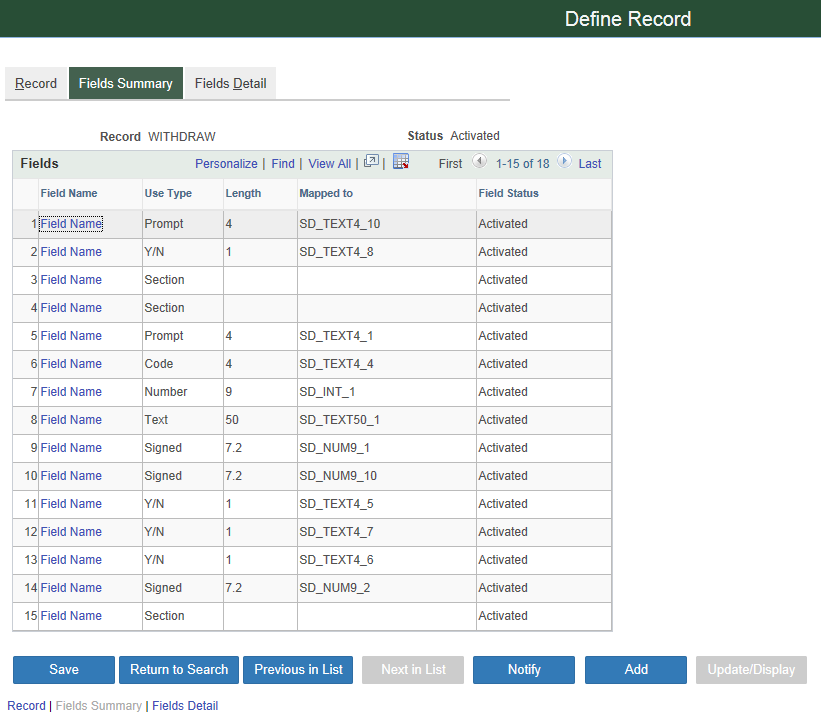 Define Record
Record Fields Summary Fields Detail
Record WITHDRAW Status Activated
Fields Personalize | Find | View All | | First 1-15 of 18 Last
Field Name Use Type Length Mapped to Field Status
1 Field Name Prompt 4 SD_TEXT4_10 Activated
2 Field Name Y/N 1 SD_TEXT4_8 Activated
3 Field Name Section Activated
4 Field Name Section Activated
5 Field Name Prompt 4 SD_TEXT4_1 Activated
6 Field Name Code 4 SD_TEXT4_4 Activated
7 Field Name Number 9 SD_INT_1 Activated
8 Field Name Text 50 SD_TEXT50_1 Activated
9 Field Name Signed 7.2 SD_NUM9_1 Activated
10 Field Name Signed 7.2 SD_NUM9_10 Activated
11 Field Name Y/N 1 SD_TEXT4_5 Activated
12 Field Name Y/N 1 SD_TEXT4_7 Activated
13 Field Name Y/N 1 SD_TEXT4_6 Activated
14 Field Name Signed 7.2 SD_NUM9_2 Activated
15 Field Name Section Activated
Save Return to Search Previous in List Next in List Notify Add Update/Display
Record | Fields Summary | Fields Detail